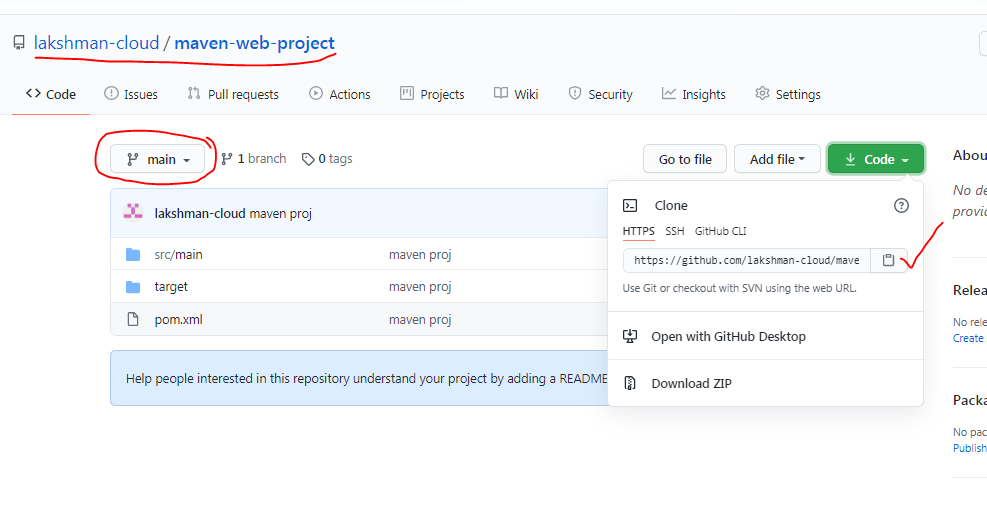 lakshman-cloud / maven-web-project
Code Issues Pull requests Actions Projects Wiki Security Insights Settings
main 1 branch 0 tags Go to file Add file Code
lakshman-cloud maven proj
src/main maven proj
target maven proj
pom.xml maven proj
Help people interested in this repository understand your project by adding a README
Clone
HTTPS SSH GitHub CLI
https://github.com/lakshman-cloud/mave
Use Git or checkout with SVN using the web URL.
Open with GitHub Desktop
Download ZIP
Abou
No de
provid
Relea
No rele
Create
Packa
No pac
Publish